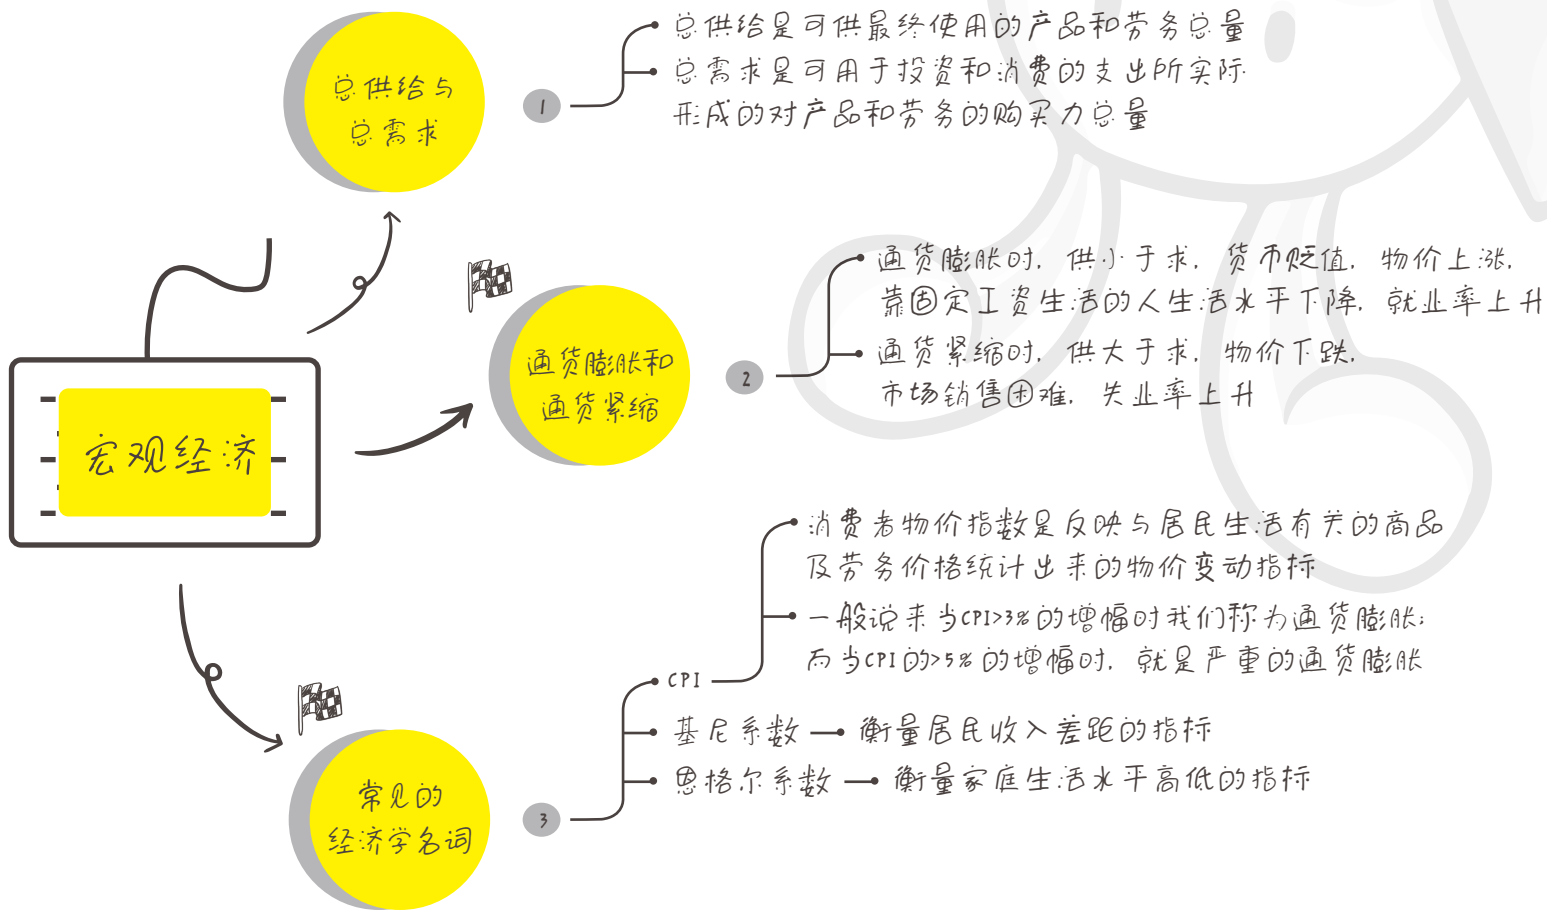 总供给与
总需求
1
总供给是可供最终使用的产品和劳务总量
总需求是可用于投资和消费的支出所实际
形成的对产品和劳务的购买力总量
宏观经济
通货膨胀和
通货紧缩
2
通货膨胀时，供小于求，货币贬值，物价上涨，
靠固定工资生活的人生活水平下降，就业率上升
通货紧缩时，供大于求，物价下跌，
市场销售困难，失业率上升
常见的
经济学名词
3
CPI
消费者物价指数是反映与居民生活有关的商品
及劳务价格统计出来的物价变动指标
一般说来当CPI>3%的增幅时我们称为通货膨胀；
而当CPI的>5%的增幅时，就是严重的通货膨胀
基尼系数 衡量居民收入差距的指标
恩格尔系数 衡量家庭生活水平高低的指标